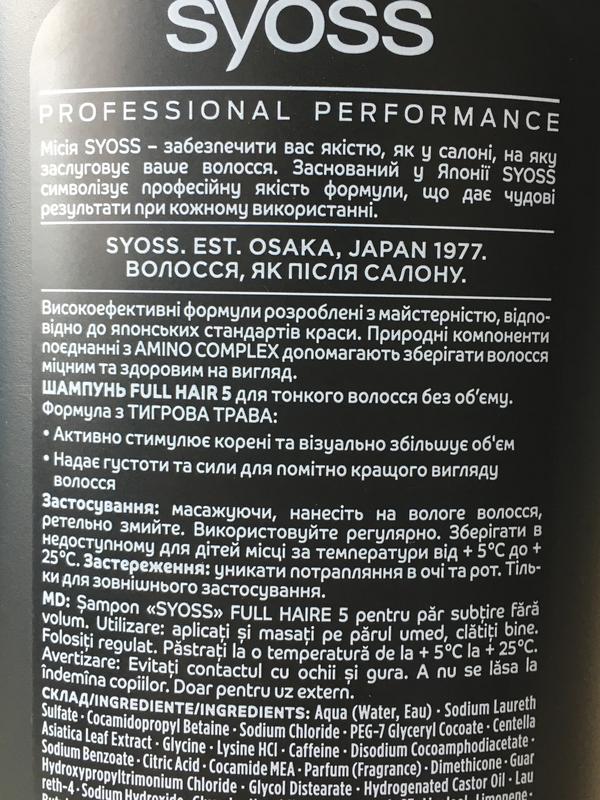 syoss
PROFESSIONAL PERFORMANCE
Місія SYOSS – забезпечити вас якістю, як у салоні, на яку
заслуговує ваше волосся. Заснований у Японії SYOSS
символізує професійну якість формули, що дає чудові
результати при кожному використанні.
SYOSS. EST. OSAKA, JAPAN 1977.
ВОЛОССЯ, ЯК ПІСЛЯ САЛОНУ.
Високоефективні формули розроблені з майстерністю, відпо-
відно до японських стандартів краси. Природні компоненти
поєднанні з AMINO COMPLEX допомагають зберігати волосся
міцним та здоровим на вигляд.
ШАМПУНЬ FULL HAIR 5 для тонкого волосся без об'єму.
Формула з ТИГРОВА ТРАВА:
• Активно стимулює корені та візуально збільшує об'єм
• Надає густоти та сили для помітно кращого вигляду
волосся
Застосування: масажуючи, нанесіть на вологе волосся,
ретельно змийте. Використовуйте регулярно. Зберігати в
недоступному для дітей місці за температури від + 5°C до +
25°C. Застереження: уникати потрапляння в очі та рот. Тіль-
ки для зовнішнього застосування.
MD: Șampon «SYOSS» FULL HAIRE 5 pentru păr subțire fără
volum. Utilizare: aplicați și masați pe părul umed, clătiți bine.
Folosiți regulat. Păstrați la o temperatură de la + 5°C la + 25°C.
Avertizare: Evitați contactul cu ochii și gura. A nu se lăsa la
îndemîna copiilor. Doar pentru uz extern.
СКЛАД/INGREDIENTE/INGREDIENTS: Aqua (Water, Eau) · Sodium Laureth
Sulfate · Cocamidopropyl Betaine · Sodium Chloride · PEG-7 Glyceryl Cocoate · Centella
Asiatica Leaf Extract · Glycine · Lysine HCl · Caffeine · Disodium Cocoamphodiacetate ·
Sodium Benzoate · Citric Acid · Cocamide MEA · Parfum (Fragrance) · Dimethicone · Guar
Hydroxypropyltrimonium Chloride · Glycol Distearate · Hydrogenated Castor Oil · Lau
reth-4 · Sodium Hydroxide · Limonene ·